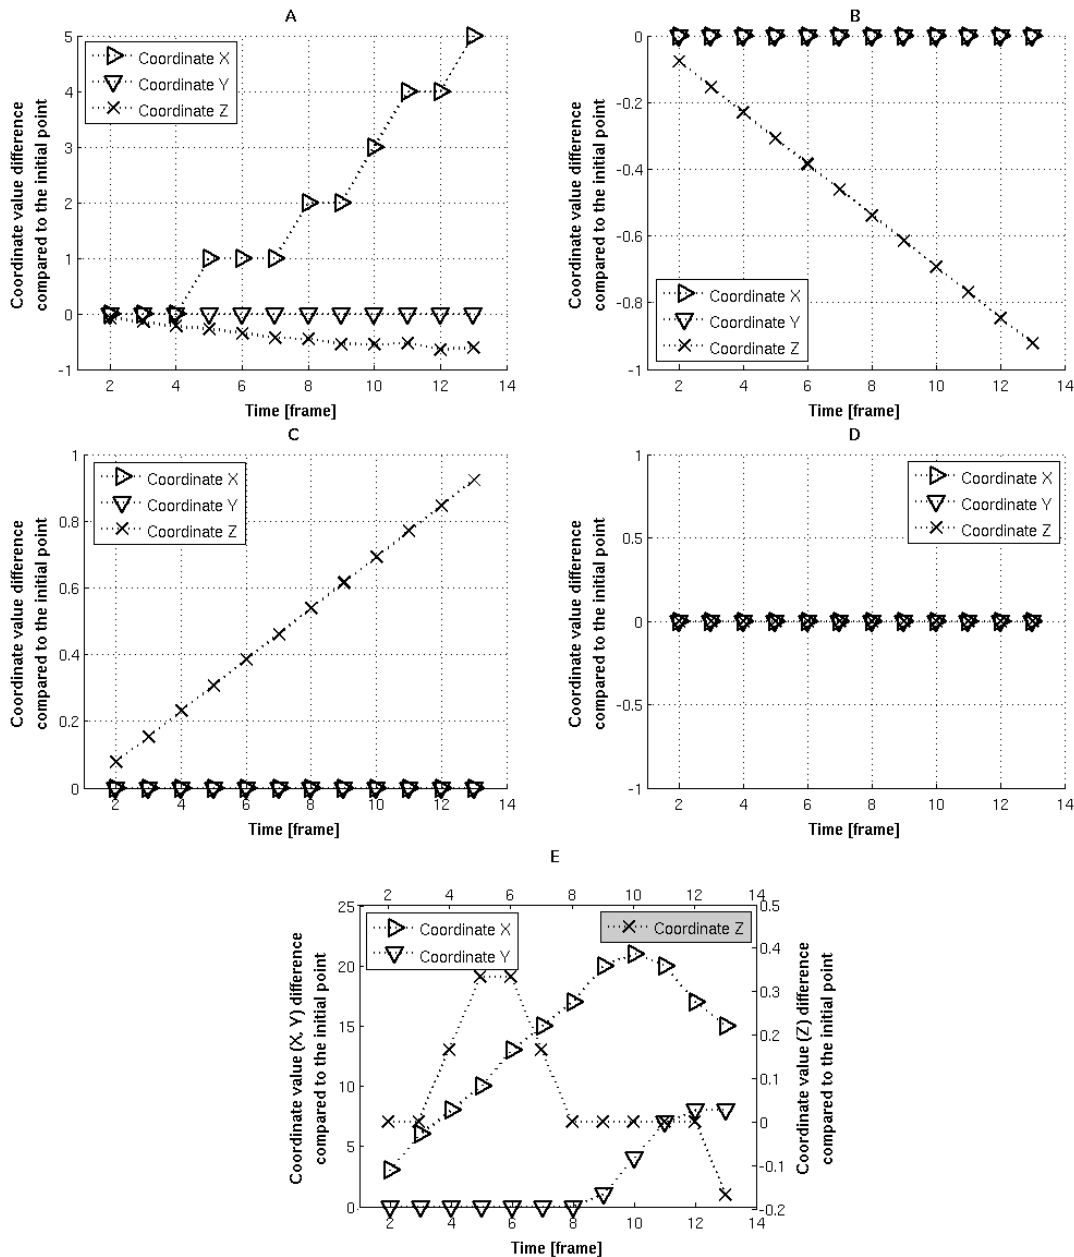 A
Coordinate value difference
compared to the initial point
5
4
3
2
1
0
-1
Coordinate X
Coordinate Y
Coordinate Z
2 4 6 8 10 12 14
Time [frame]
B
Coordinate value difference
compared to the initial point
0
-0.2
-0.4
-0.6
-0.8
-1
Coordinate X
Coordinate Y
Coordinate Z
2 4 6 8 10 12 14
Time [frame]
C
Coordinate value difference
compared to the initial point
1
0.8
0.6
0.4
0.2
0
Coordinate X
Coordinate Y
Coordinate Z
2 4 6 8 10 12 14
Time [frame]
D
Coordinate value difference
compared to the initial point
1
0.5
0
-0.5
-1
Coordinate X
Coordinate Y
Coordinate Z
2 4 6 8 10 12 14
Time [frame]
E
2 4 6 8 10 12 14
Coordinate value (X, Y) difference
compared to the initial point
25
20
15
10
5
0
Coordinate X
Coordinate Y
Coordinate Z
0.5
0.4
0.3
0.2
0.1
0
-0.1
-0.2
Coordinate value (Z) difference
compared to the initial point
2 4 6 8 10 12 14
Time [frame]